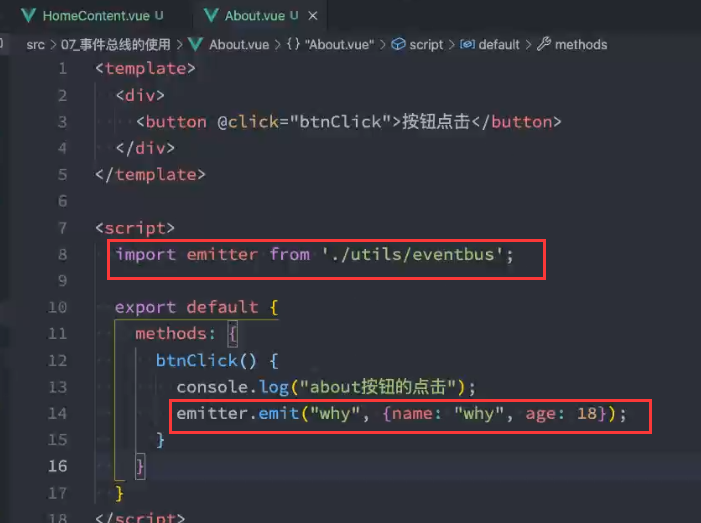 HomeContent.vue U About.vue U ×
src > 07_事件总线的使用 > About.vue > {} "About.vue" > script > default > methods
1 <template>
2 <div>
3 <button @click="btnClick">按钮点击</button>
4 </div>
5 </template>
6
7 <script>
8 import emitter from './utils/eventbus';
9
10 export default {
11 methods: {
12 btnClick() {
13 console.log("about按钮的点击");
14 emitter.emit("why", {name: "why", age: 18});
15 }
16 }
17 }
18 </script>